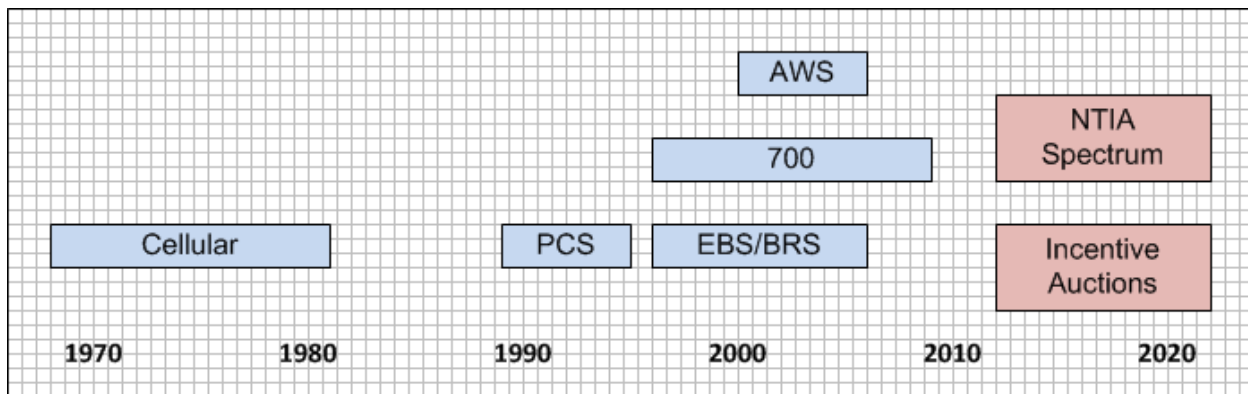 AWS
NTIA
Spectrum
700
Cellular
PCS
EBS/BRS
Incentive
Auctions
1970 1980 1990 2000 2010 2020